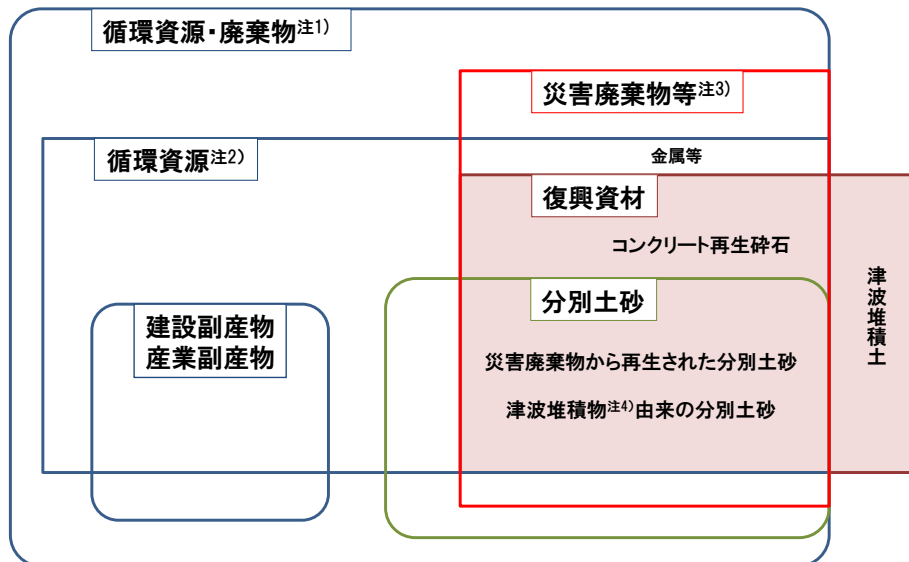 循環資源・廃棄物注1)
災害廃棄物等注3)
循環資源注2)
金属等
復興資材
コンクリート再生砕石
分別土砂
津波堆積土
建設副産物
産業副産物
災害廃棄物から再生された分別土砂
津波堆積物注4)由来の分別土砂